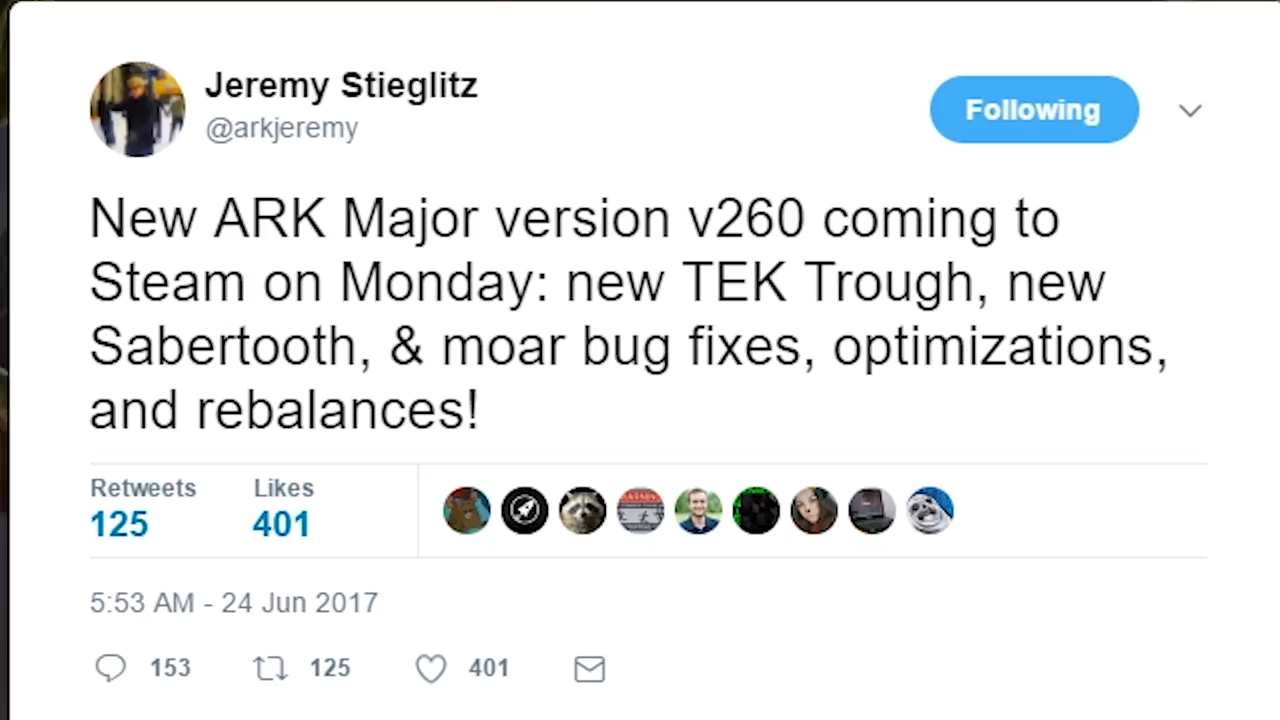 Jeremy Stieglitz
@arkjeremy
Following
New ARK Major version v260 coming to
Steam on Monday: new TEK Trough, new
Sabertooth, & moar bug fixes, optimizations,
and rebalances!
Retweets Likes
125 401
5:53 AM - 24 Jun 2017
153 125 401